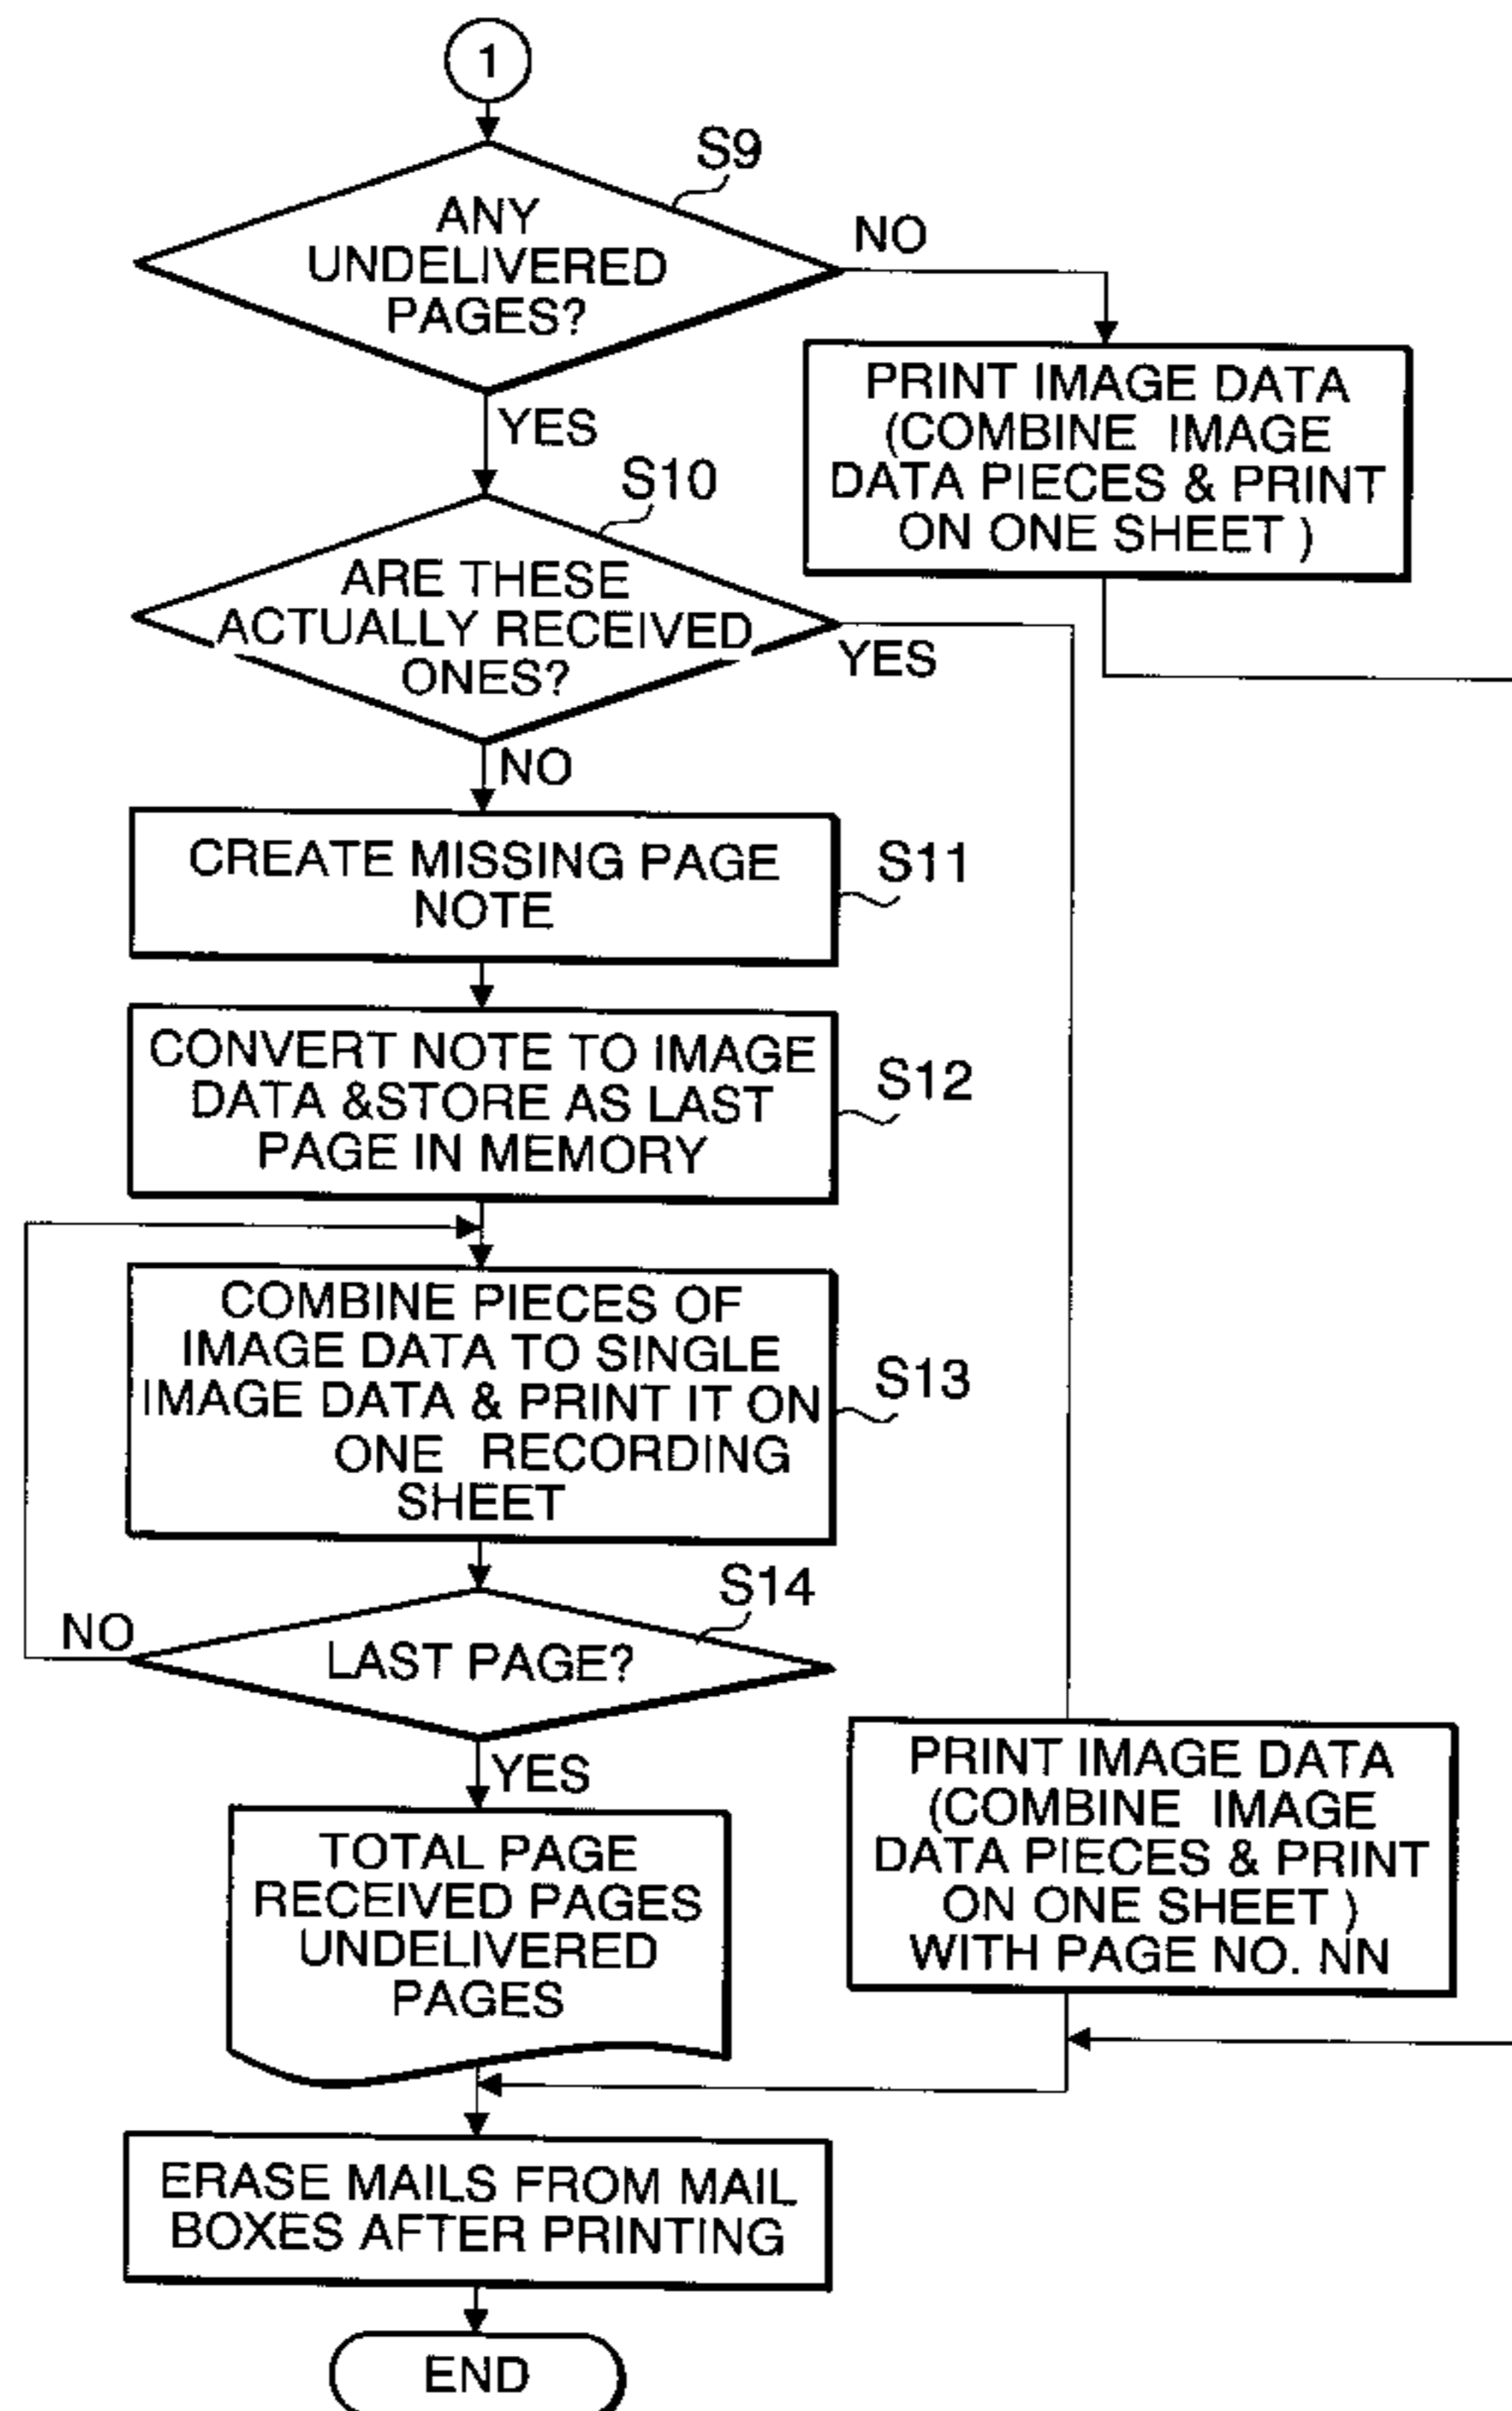 1
S9
ANY
UNDELIVERED
PAGES?
NO
YES
PRINT IMAGE DATA
(COMBINE IMAGE
DATA PIECES & PRINT
ON ONE SHEET )
S10
ARE THESE
ACTUALLY RECEIVED
ONES?
YES
NO
CREATE MISSING PAGE
NOTE
S11
CONVERT NOTE TO IMAGE
DATA &STORE AS LAST
PAGE IN MEMORY
S12
COMBINE PIECES OF
IMAGE DATA TO SINGLE
IMAGE DATA & PRINT IT ON
ONE RECORDING
SHEET
S13
S14
NO
LAST PAGE?
YES
TOTAL PAGE
RECEIVED PAGES
UNDELIVERED
PAGES
PRINT IMAGE DATA
(COMBINE IMAGE
DATA PIECES & PRINT
ON ONE SHEET )
WITH PAGE NO. NN
ERASE MAILS FROM MAIL
BOXES AFTER PRINTING
END